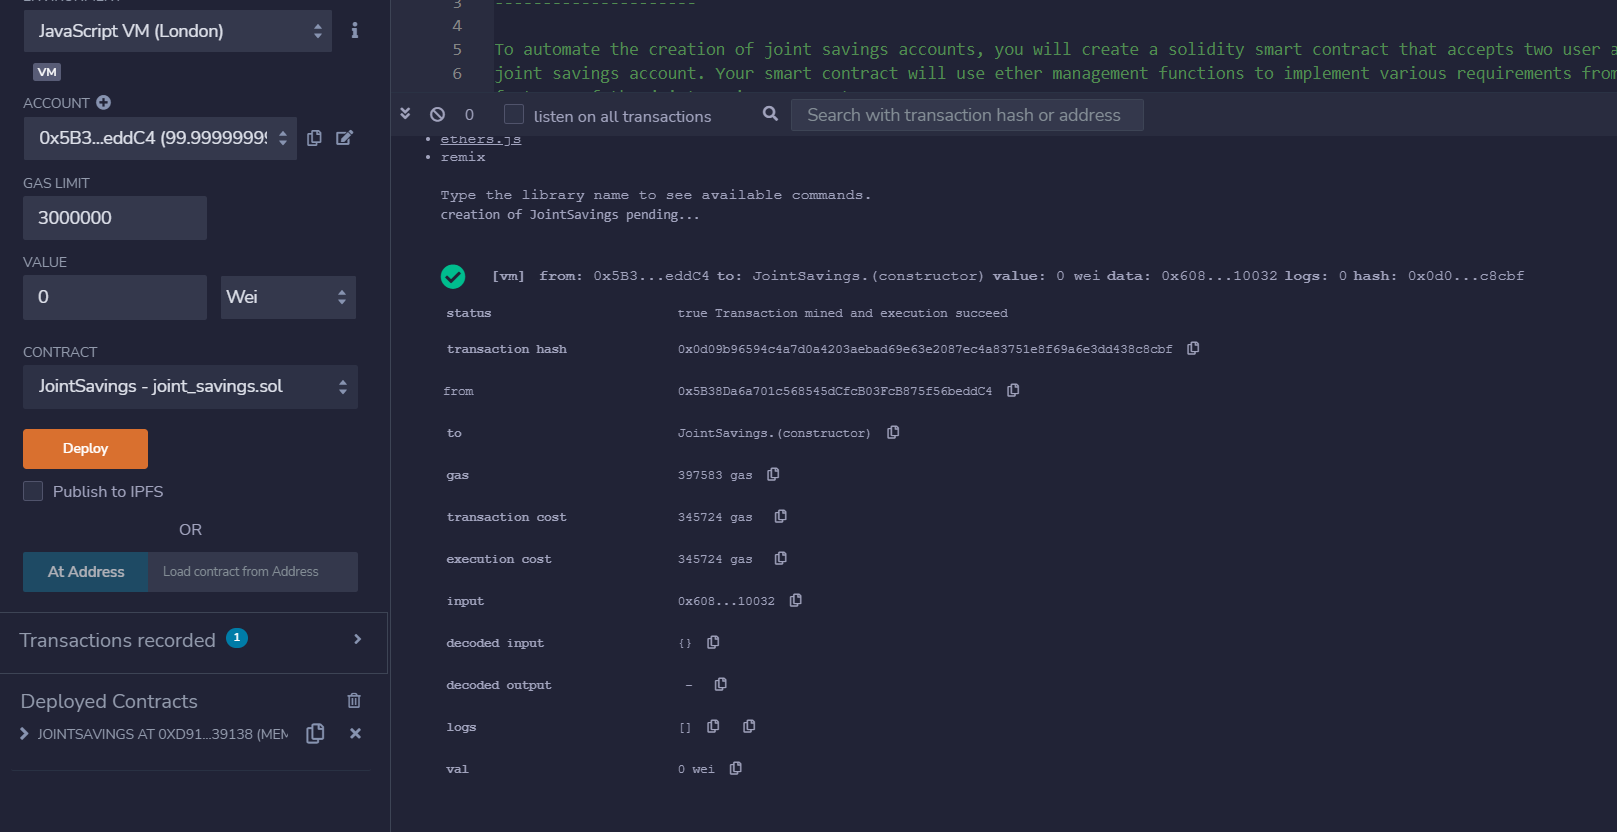 JavaScript VM (London)
VM
ACCOUNT
0x5B3...eddC4 (99.9999999
GAS LIMIT
3000000
VALUE
0
Wei
CONTRACT
JointSavings - joint_savings.sol
Deploy
Publish to IPFS
OR
At Address
Load contract from Address
Transactions recorded 1
Deployed Contracts
JOINTSAVINGS AT 0XD91...39138 (MEM
3 ---------------------
4
5 To automate the creation of joint savings accounts, you will create a solidity smart contract that accepts two user a
6 joint savings account. Your smart contract will use ether management functions to implement various requirements from
0
listen on all transactions
Search with transaction hash or address
• ethers.js
• remix
Type the library name to see available commands.
creation of JointSavings pending...
[vm] from: 0x5B3...eddC4 to: JointSavings.(constructor) value: 0 wei data: 0x608...10032 logs: 0 hash: 0x0d0...c8cbf
status true Transaction mined and execution succeed
transaction hash 0x0d09b96594c4a7d0a4203aebad69e63e2087ec4a83751e8f69a6e3dd438c8cbf
from 0x5B38Da6a701c568545dCfcB03FcB875f56beddC4
to JointSavings.(constructor)
gas 397583 gas
transaction cost 345724 gas
execution cost 345724 gas
input 0x608...10032
decoded input {}
decoded output -
logs []
val 0 wei